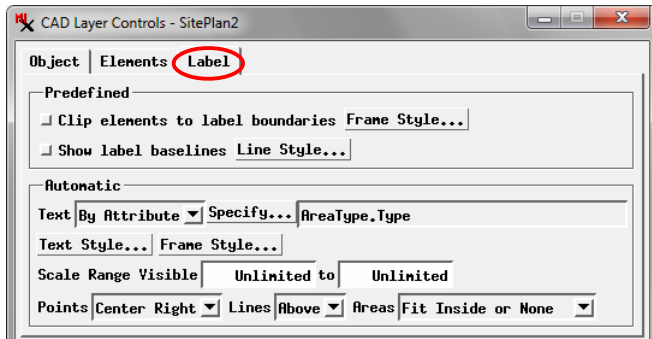 CAD Layer Controls - SitePlan2
Object Elements Label
Predefined
Clip elements to label boundaries Frame Style...
Show label baselines Line Style...
Automatic
Text By Attribute Specify... AreaType.Type
Text Style... Frame Style...
Scale Range Visible Unlimited to Unlimited
Points Center Right Lines Above Areas Fit Inside or None